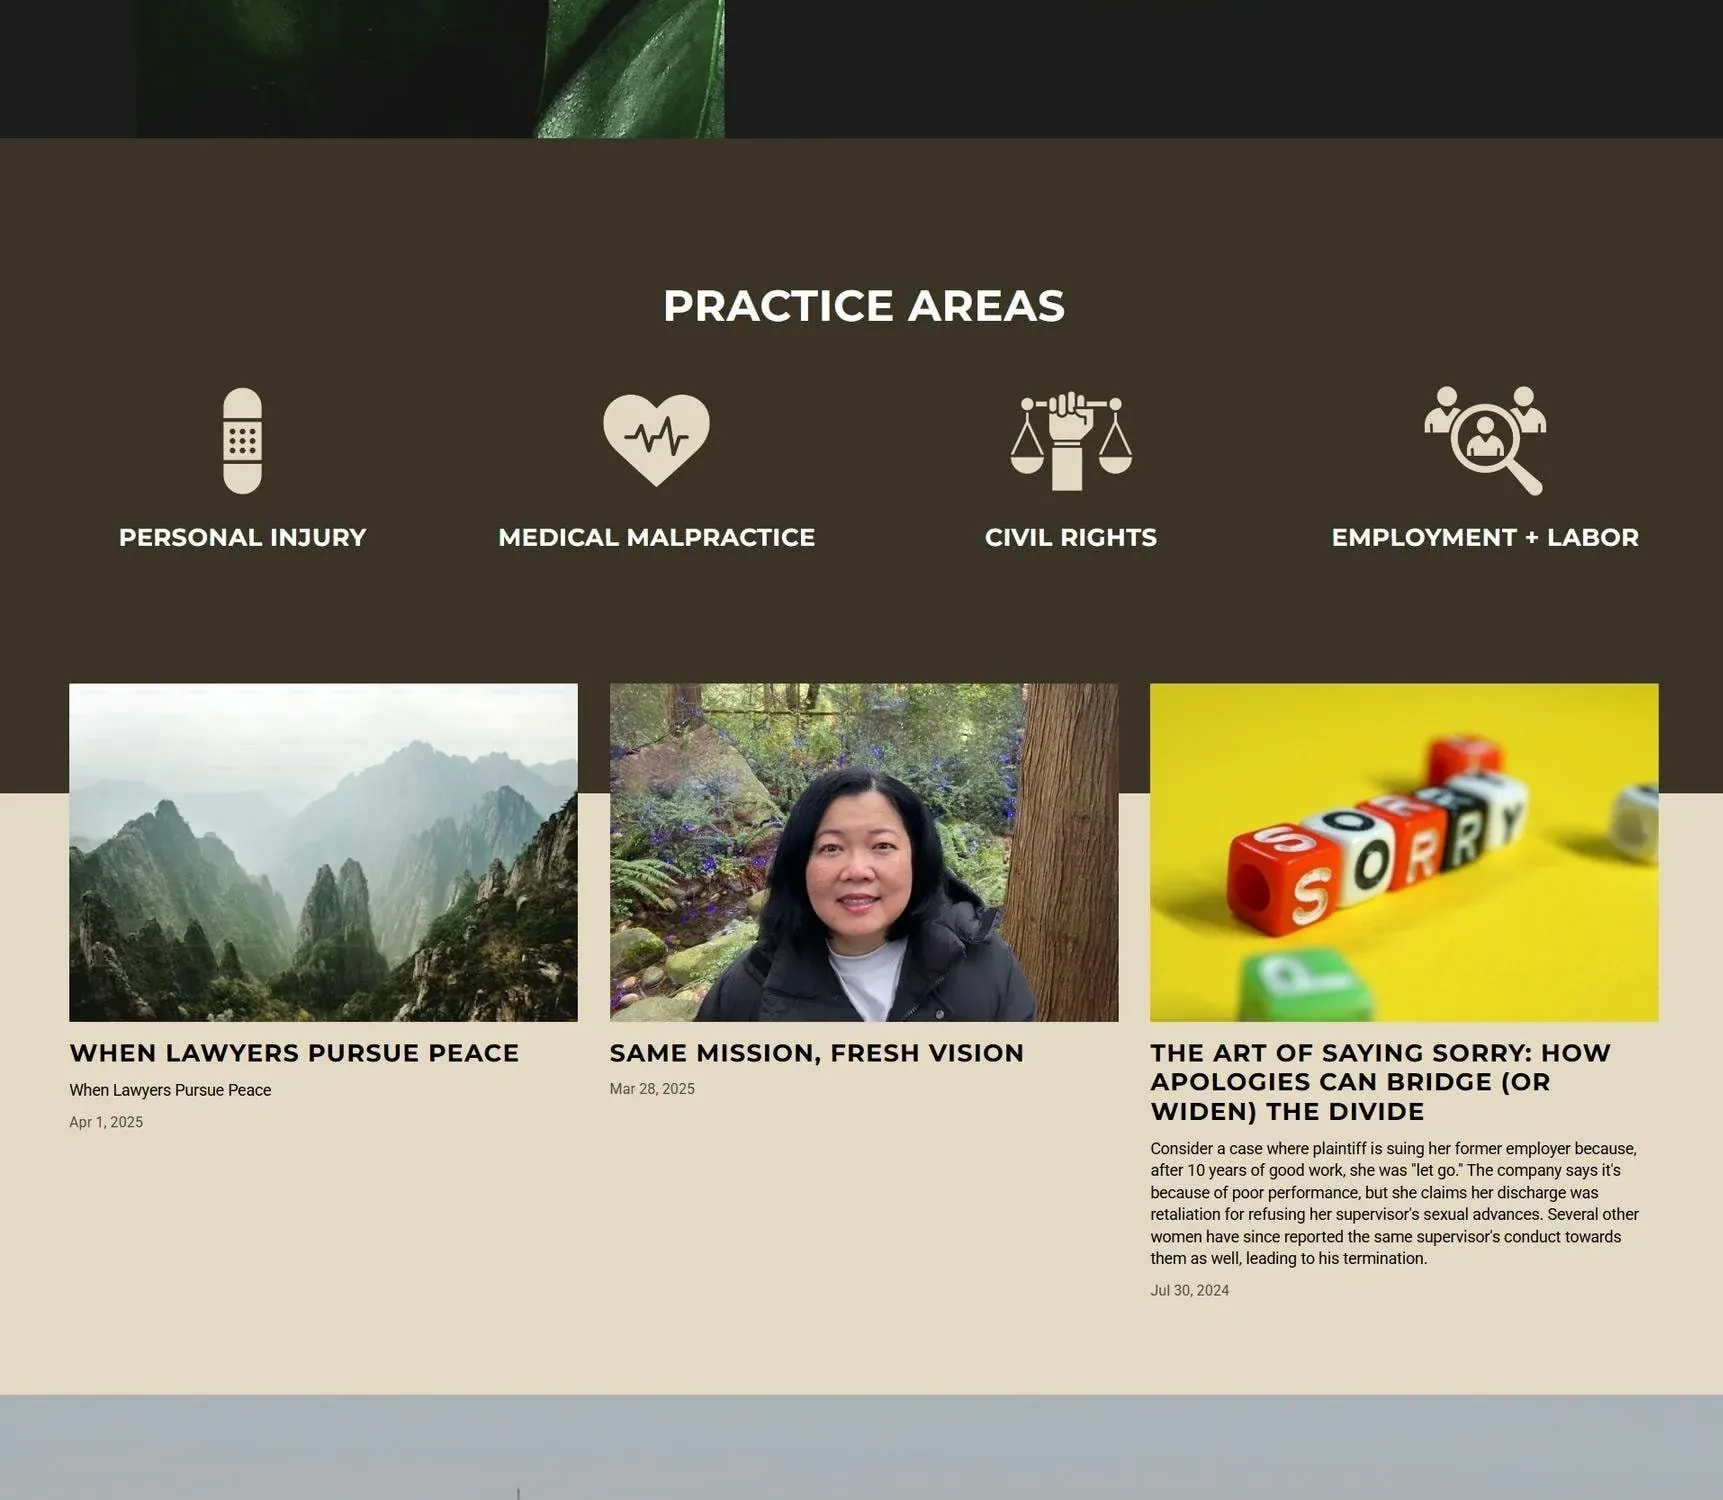 PRACTICE AREAS
PERSONAL INJURY
MEDICAL MALPRACTICE
CIVIL RIGHTS
EMPLOYMENT + LABOR
SORRY
P
WHEN LAWYERS PURSUE PEACE
When Lawyers Pursue Peace
Apr 1, 2025
SAME MISSION, FRESH VISION
Mar 28, 2025
THE ART OF SAYING SORRY: HOW
APOLOGIES CAN BRIDGE (OR
WIDEN) THE DIVIDE
Consider a case where plaintiff is suing her former employer because,
after 10 years of good work, she was "let go." The company says it's
because of poor performance, but she claims her discharge was
retaliation for refusing her supervisor's sexual advances. Several other
women have since reported the same supervisor's conduct towards
them as well, leading to his termination.
Jul 30, 2024